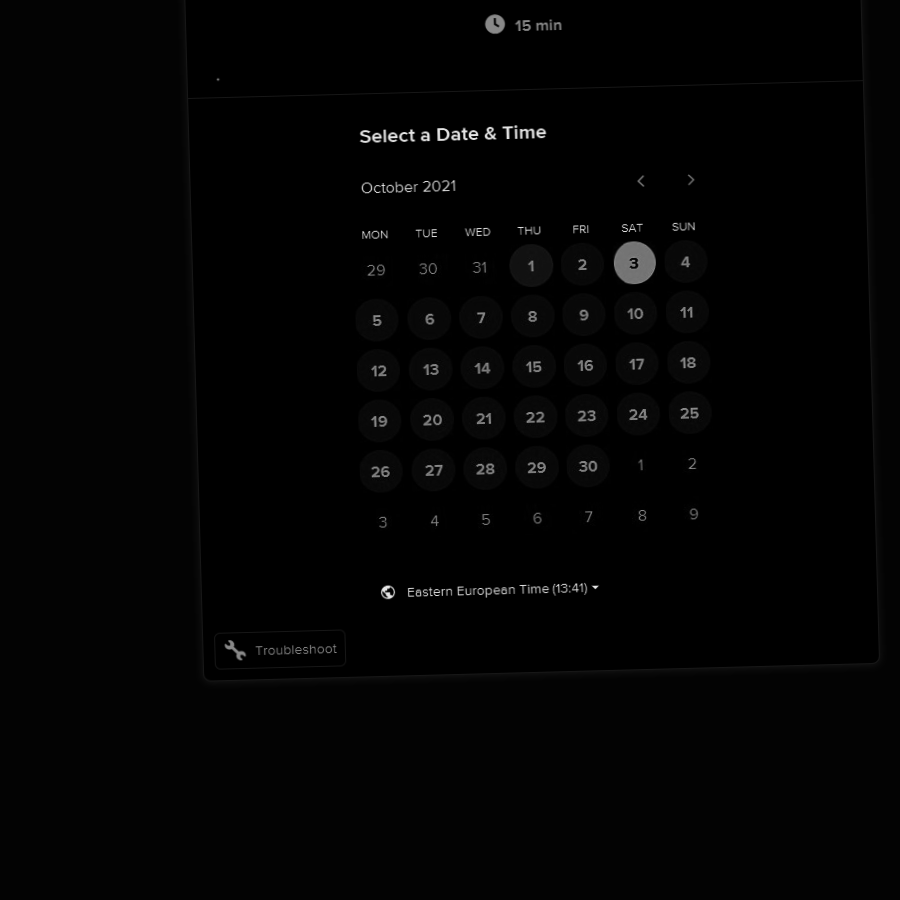 15 min
Select a Date & Time
October 2021
MON TUE WED THU FRI SAT SUN
29 30 31 1 2 3 4
5 6 7 8 9 10 11
12 13 14 15 16 17 18
19 20 21 22 23 24 25
26 27 28 29 30 1 2
3 4 5 6 7 8 9
Eastern European Time (13:41)
Troubleshoot